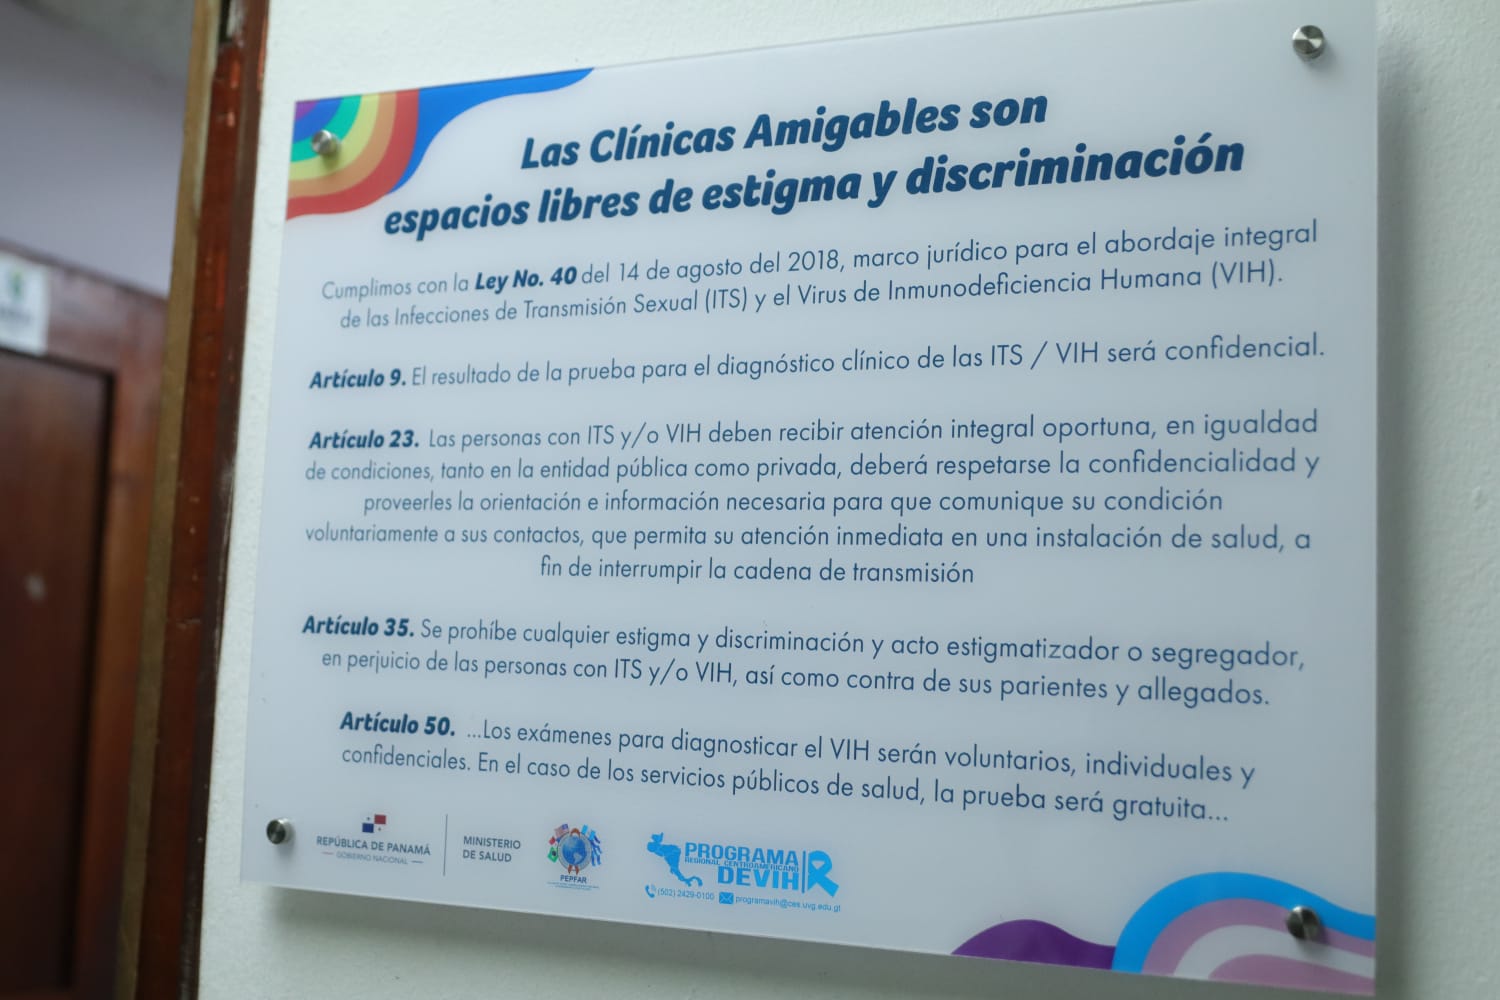 Las Clínicas Amigables son
espacios libres de estigma y discriminación
Cumplimos con la Ley No. 40 del 14 de agosto del 2018, marco jurídico para el abordaje integral
de las Infecciones de Transmisión Sexual (ITS) y el Virus de Inmunodeficiencia Humana (VIH).
Artículo 9. El resultado de la prueba para el diagnóstico clínico de las ITS / VIH será confidencial.
Artículo 23. Las personas con ITS y/o VIH deben recibir atención integral oportuna, en igualdad
de condiciones, tanto en la entidad pública como privada, deberá respetarse la confidencialidad y
proveerles la orientación e información necesaria para que comunique su condición
voluntariamente a sus contactos, que permita su atención inmediata en una instalación de salud, a
fin de interrumpir la cadena de transmisión
Artículo 35. Se prohíbe cualquier estigma y discriminación y acto estigmatizador o segregador,
en perjuicio de las personas con ITS y/o VIH, así como contra de sus parientes y allegados.
Artículo 50. ...Los exámenes para diagnosticar el VIH serán voluntarios, individuales y
confidenciales. En el caso de los servicios públicos de salud, la prueba será gratuita...
REPÚBLICA DE PANAMÁ
— GOBIERNO NACIONAL —
MINISTERIO
DE SALUD
PEPFAR
PROGRAMA
REGIONAL CENTROAMERICANO
DEVIH
(502) 2429-0100 programavih@ces.uvg.edu.gt